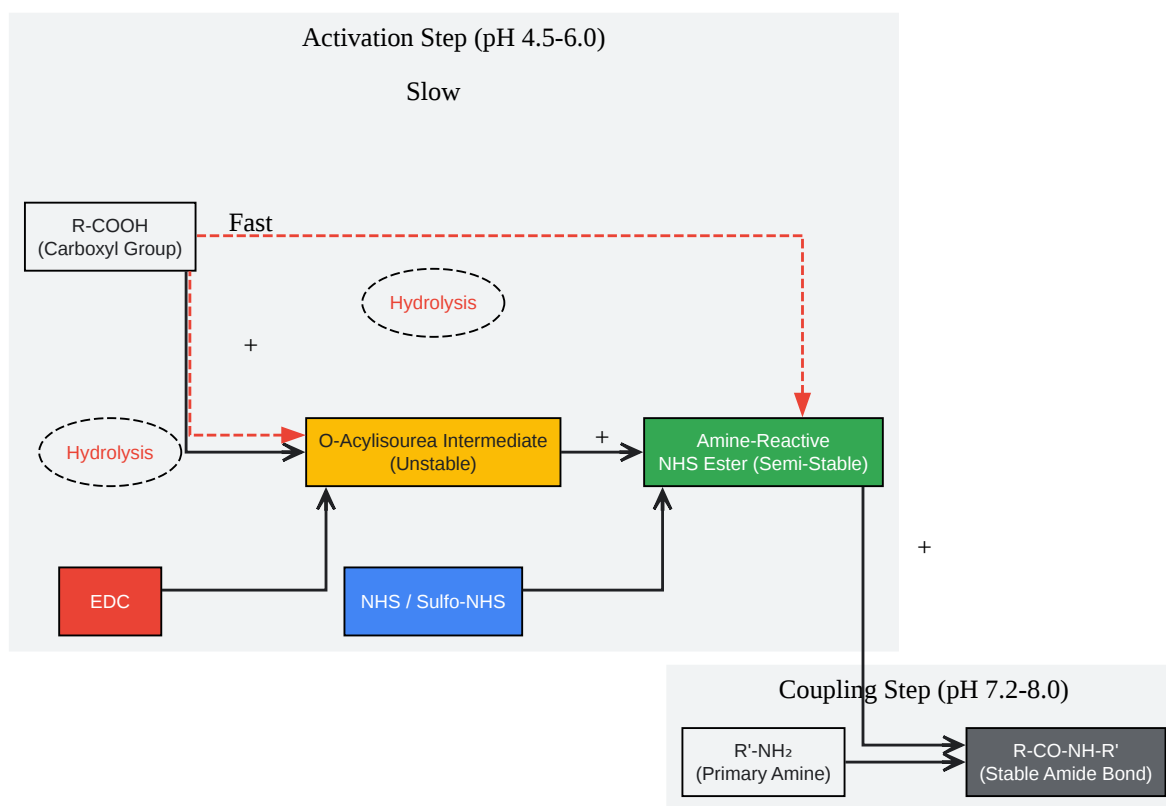 Activation Step (pH 4.5-6.0)
Slow
R-COOH
(Carboxyl Group)
Fast
Hydrolysis
+
Hydrolysis
O-Acylisourea Intermediate
(Unstable)
+
Amine-Reactive
NHS Ester (Semi-Stable)
+
EDC
NHS / Sulfo-NHS
Coupling Step (pH 7.2-8.0)
R'-NH₂
(Primary Amine)
R-CO-NH-R'
(Stable Amide Bond)